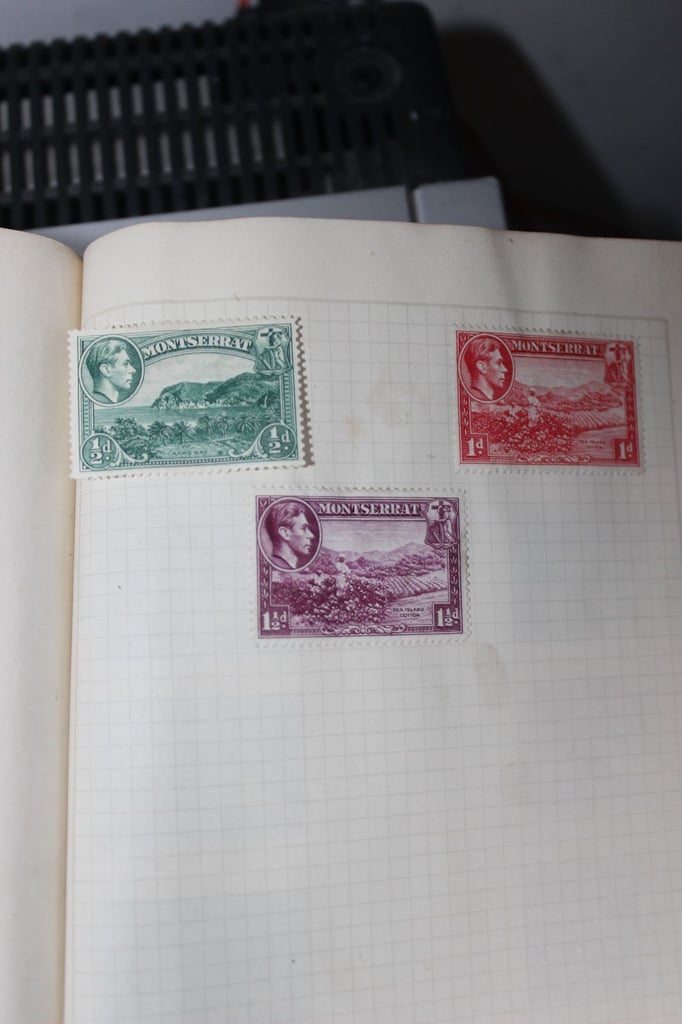 MONTSERRAT
½d
CARRS BAY
½d.
MONTSERRAT
1d
SEA ISLAND
COTTON
1d
MONTSERRAT
1½d
SEA ISLAND
COTTON
1½d